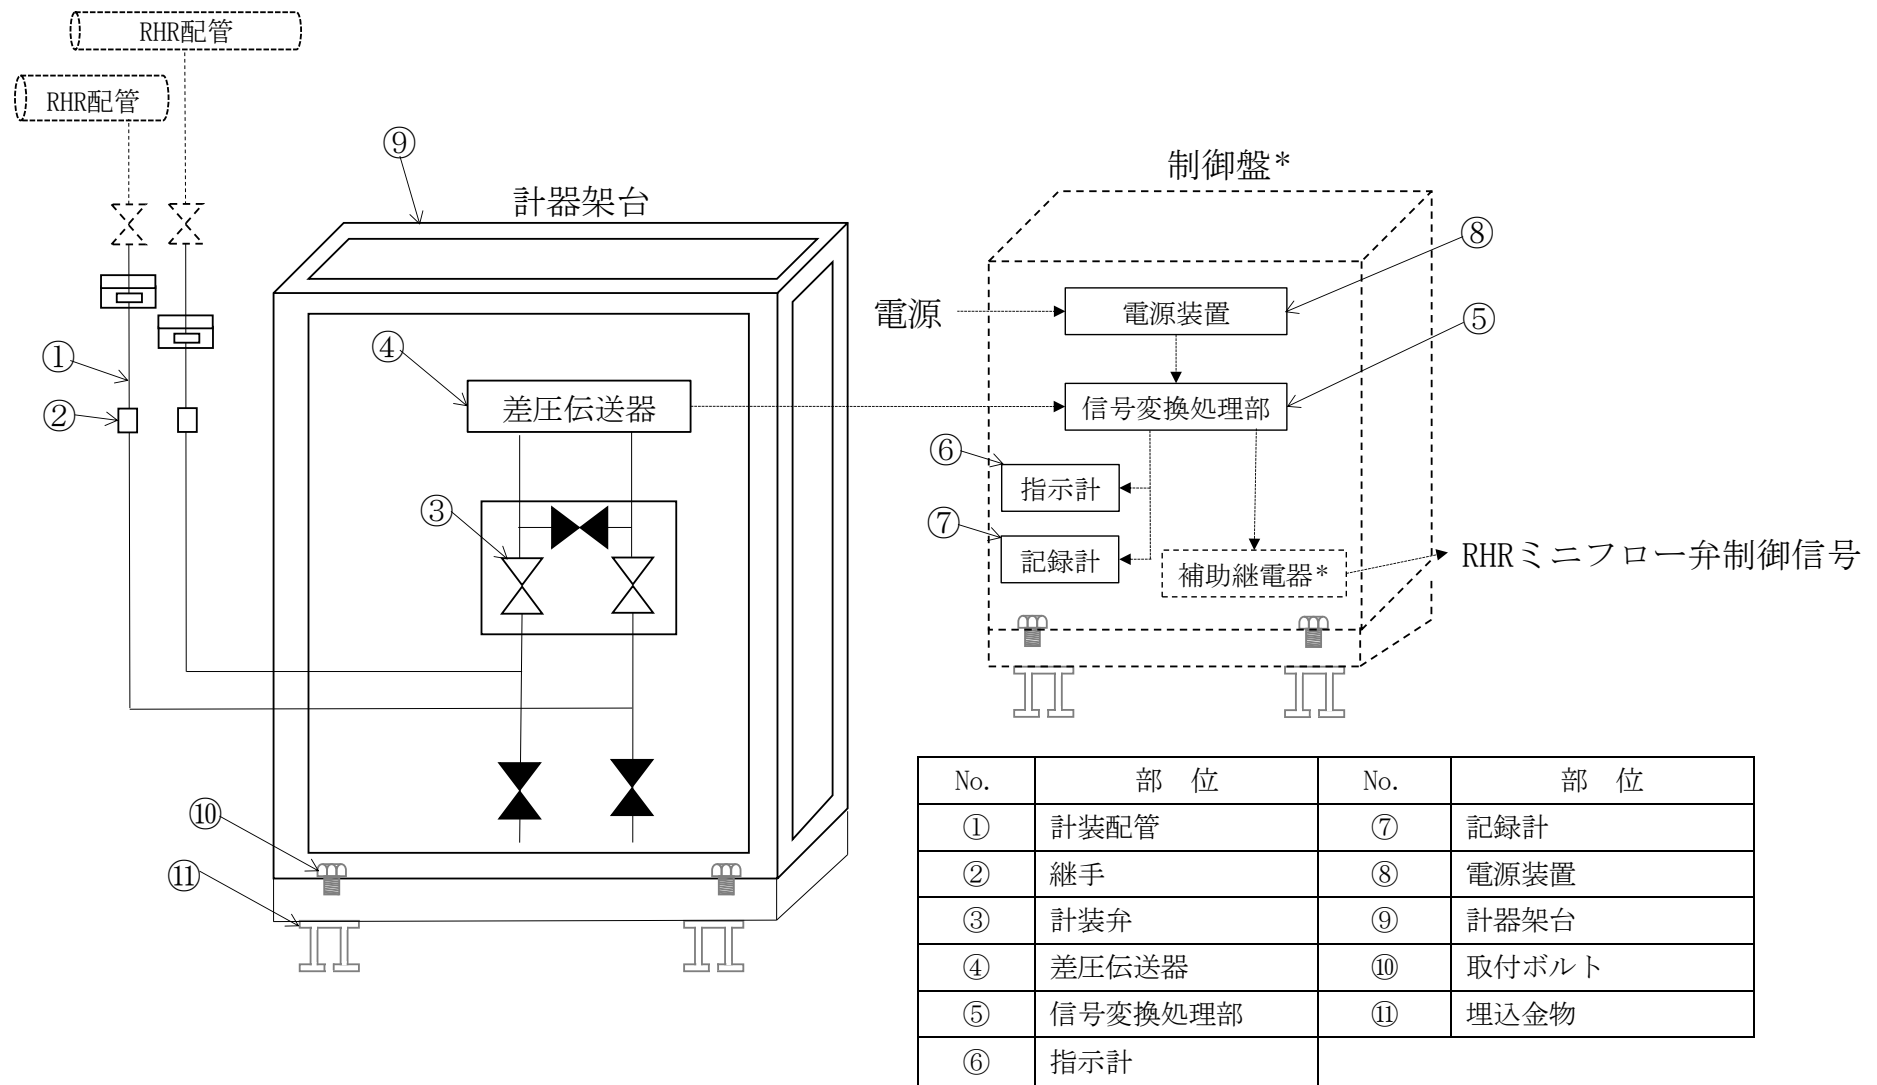 RHR配管
RHR配管
⑨
計器架台
制御盤*
⑧
電源
電源装置
⑤
①
④
差圧伝送器
信号変換処理部
②
⑥
指示計
③
⑦
記録計
補助継電器*
RHRミニフロー弁制御信号
⑩
⑪
No. 部 位 No. 部 位
① 計装配管 ⑦ 記録計
② 継手 ⑧ 電源装置
③ 計装弁 ⑨ 計器架台
④ 差圧伝送器 ⑩ 取付ボルト
⑤ 信号変換処理部 ⑪ 埋込金物
⑥ 指示計